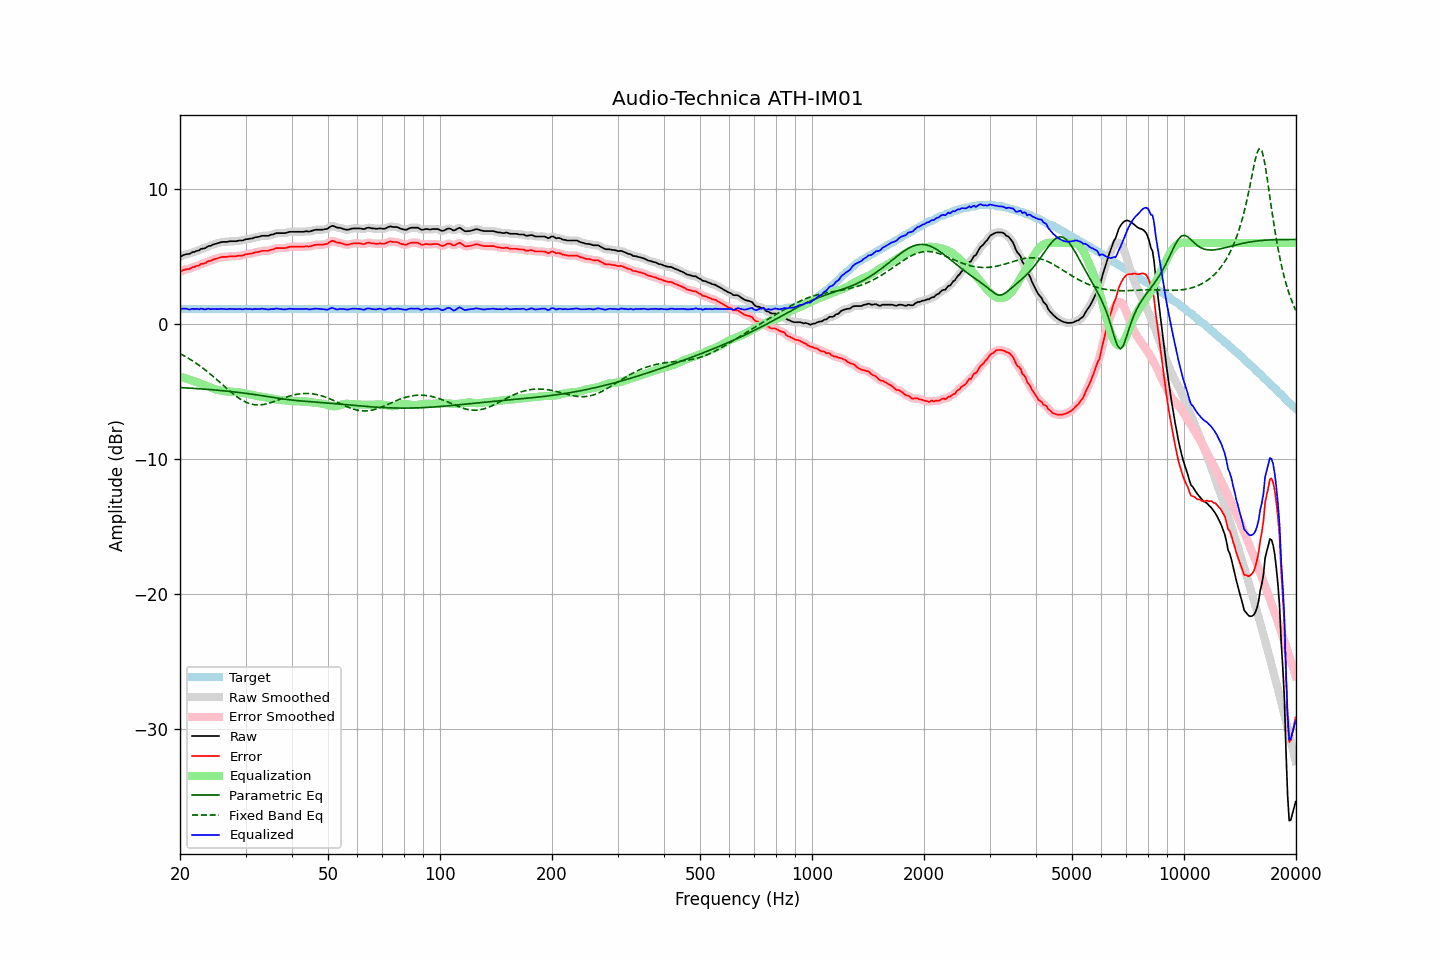 Audio-Technica ATH-IM01
Amplitude (dBr)
10
0
−10
−20
−30
Target
Raw Smoothed
Error Smoothed
Raw
Error
Equalization
Parametric Eq
Fixed Band Eq
Equalized
20
50
100
200
500
1000
2000
5000
10000
20000
Frequency (Hz)